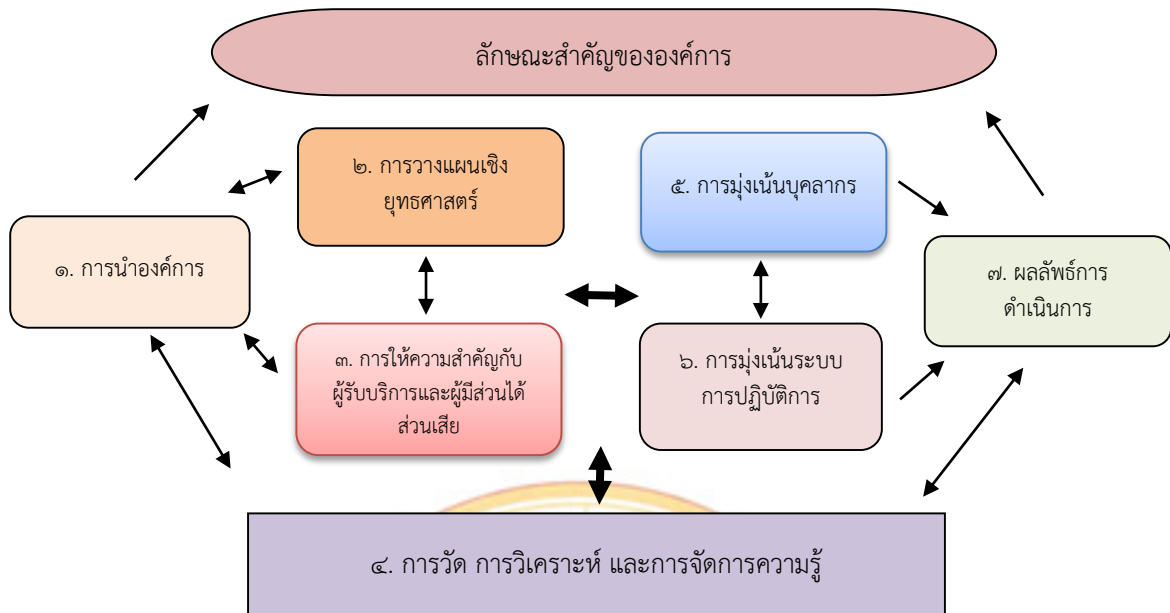 ลักษณะสำคัญขององค์การ
๒. การวางแผนเชิง
ยุทธศาสตร์
๕. การมุ่งเน้นบุคลากร
๑. การนำองค์การ
๗. ผลลัพธ์การ
ดำเนินการ
๓. การให้ความสำคัญกับ
ผู้รับบริการและผู้มีส่วนได้
ส่วนเสีย
๖. การมุ่งเน้นระบบ
การปฏิบัติการ
๔. การวัด การวิเคราะห์ และการจัดการความรู้